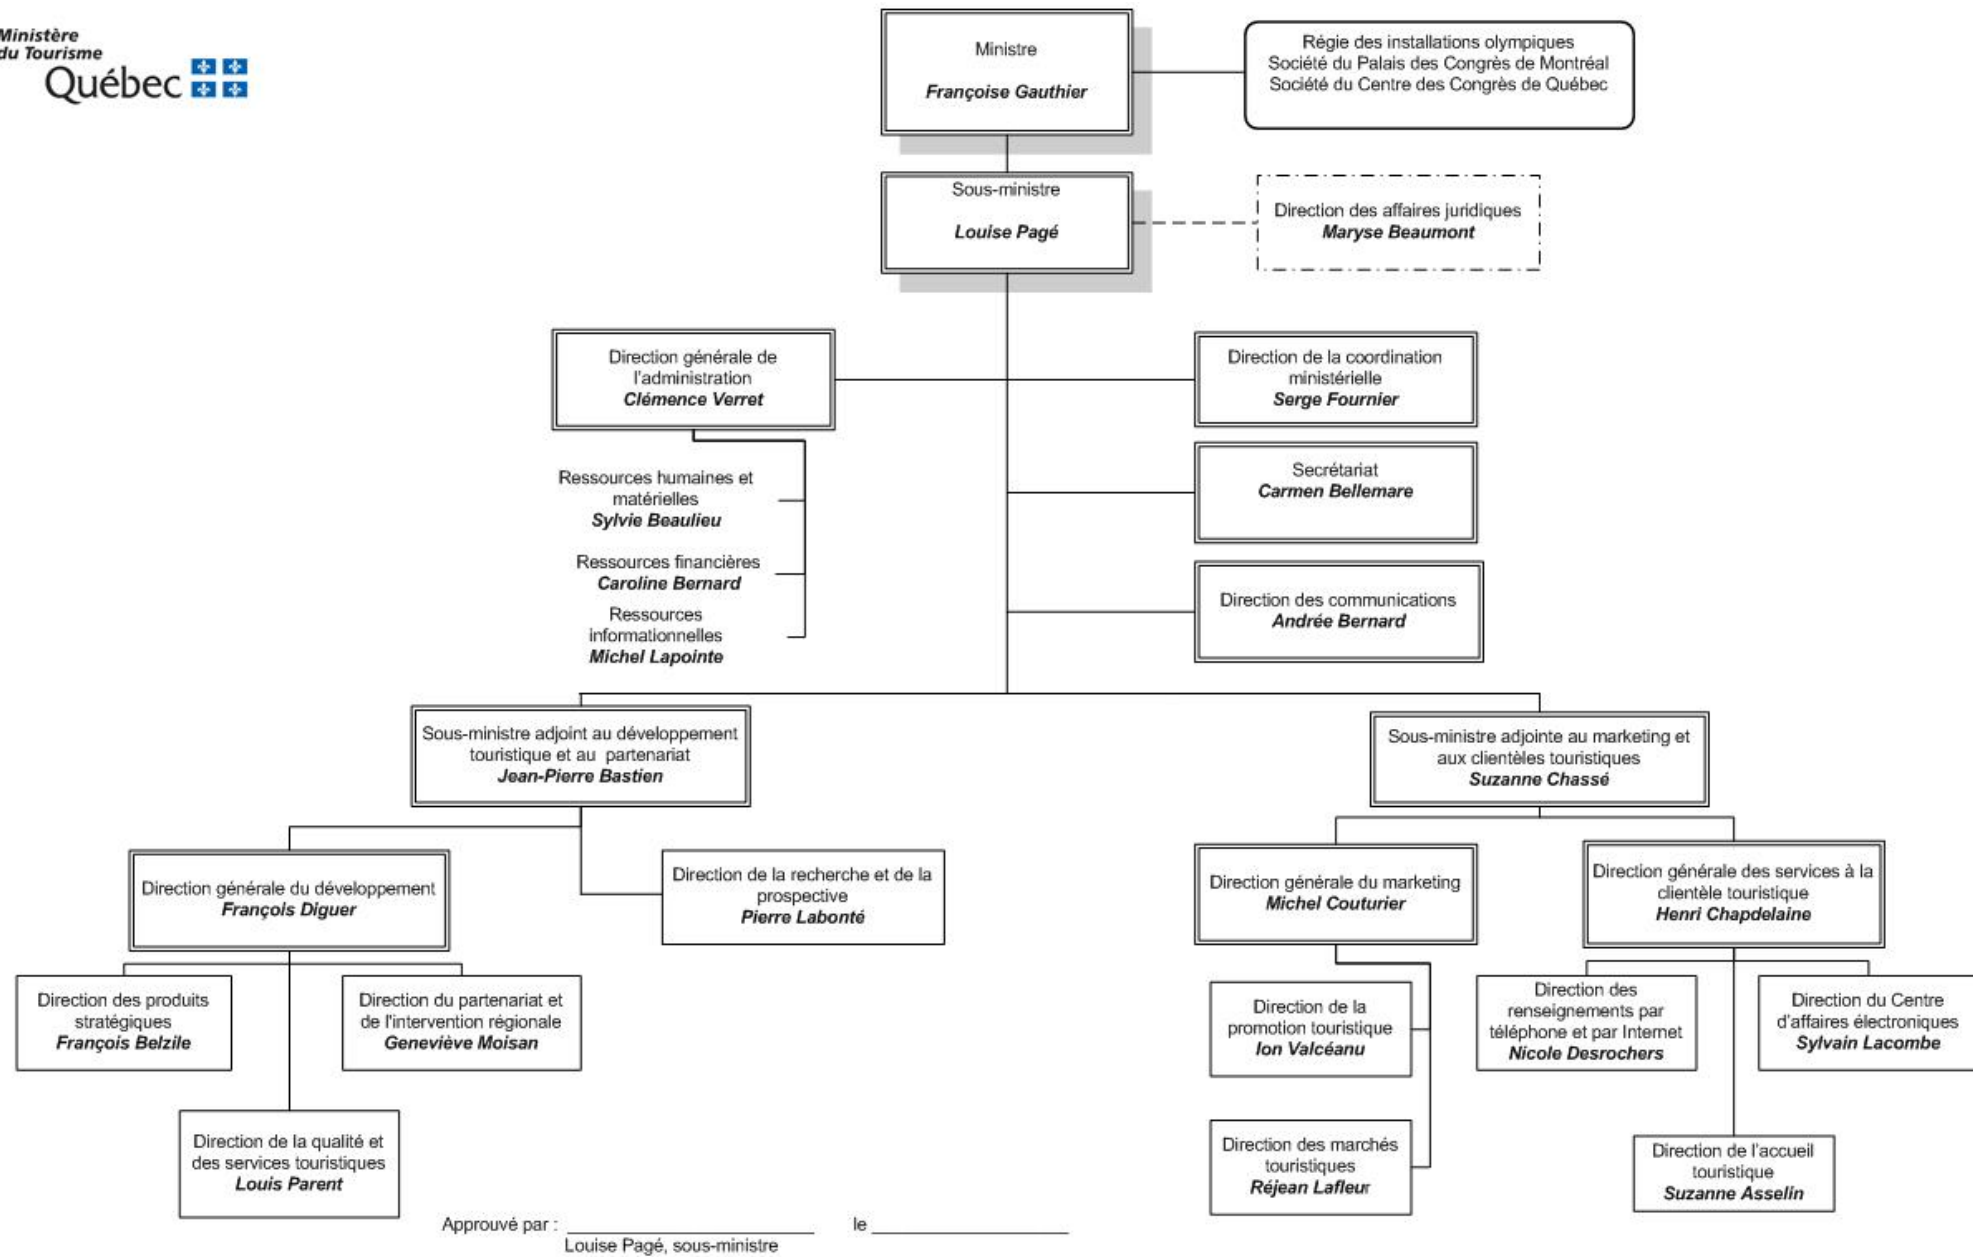 Ministère
du Tourisme
Québec
Ministre
Françoise Gauthier
Régie des installations olympiques
Société du Palais des Congrès de Montréal
Société du Centre des Congrès de Québec
Sous-ministre
Louise Pagé
Direction des affaires juridiques
Maryse Beaumont
Direction générale de
l'administration
Clémence Verret
Direction de la coordination
ministérielle
Serge Fournier
Ressources humaines et
matérielles
Sylvie Beaulieu
Secrétariat
Carmen Bellemare
Ressources financières
Caroline Bernard
Ressources
informationnelles
Michel Lapointe
Direction des communications
Andrée Bernard
Sous-ministre adjoint au développement
touristique et au partenariat
Jean-Pierre Bastien
Sous-ministre adjointe au marketing et
aux clientèles touristiques
Suzanne Chassé
Direction générale du développement
François Diguer
Direction de la recherche et de la
prospective
Pierre Labonté
Direction générale du marketing
Michel Couturier
Direction générale des services à la
clientèle touristique
Henri Chapdelaine
Direction des produits
stratégiques
François Belzile
Direction du partenariat et
de l'intervention régionale
Geneviève Moisan
Direction de la
promotion touristique
Ion Valcéanu
Direction des
renseignements par
téléphone et par Internet
Nicole Desrochers
Direction du Centre
d'affaires électroniques
Sylvain Lacombe
Direction de la qualité et
des services touristiques
Louis Parent
Direction des marchés
touristiques
Réjean Lafleur
Direction de l'accueil
touristique
Suzanne Asselin
Approuvé par : ____________________ le ________________
Louise Pagé, sous-ministre